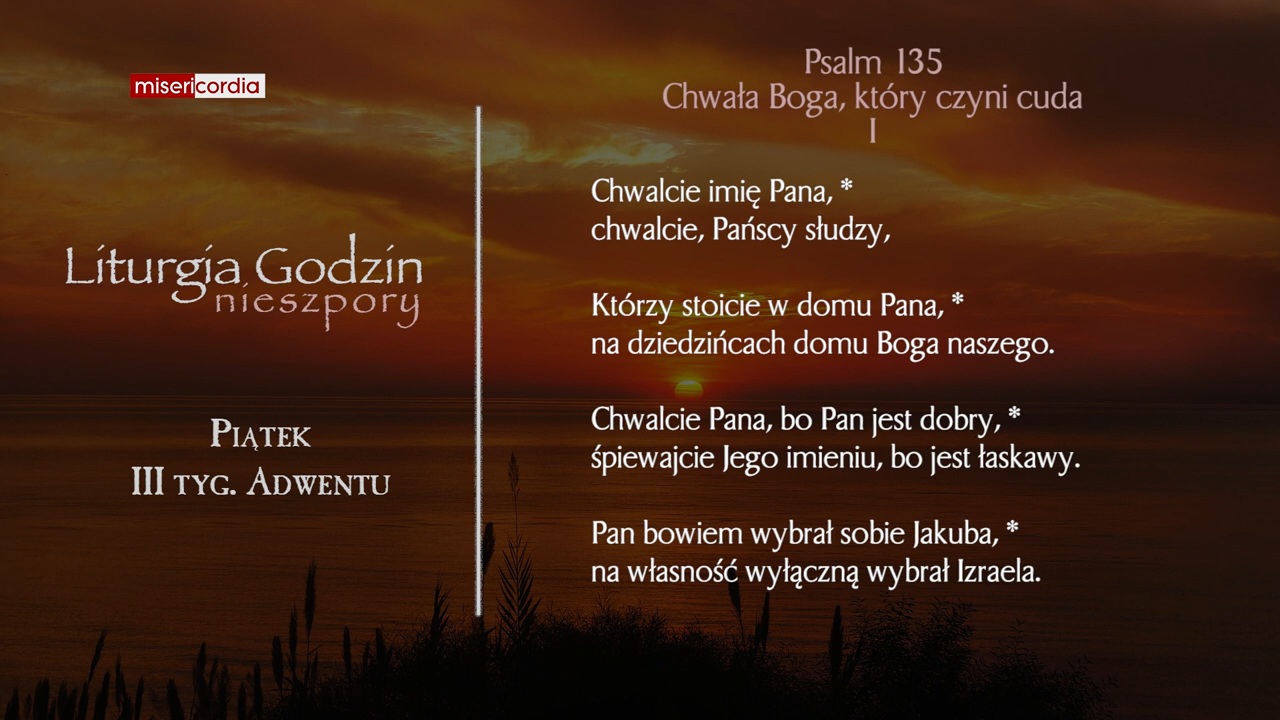 misericordia
Liturgia Godzin
nieszpory
Piątek
III tyg. Adwentu
Psalm 135
Chwała Boga, który czyni cuda
I
Chwalcie imię Pana, *
chwalcie, Pańscy słudzy,
Którzy stoicie w domu Pana, *
na dziedzińcach domu Boga naszego.
Chwalcie Pana, bo Pan jest dobry, *
śpiewajcie Jego imieniu, bo jest łaskawy.
Pan bowiem wybrał sobie Jakuba, *
na własność wyłączną wybrał Izraela.